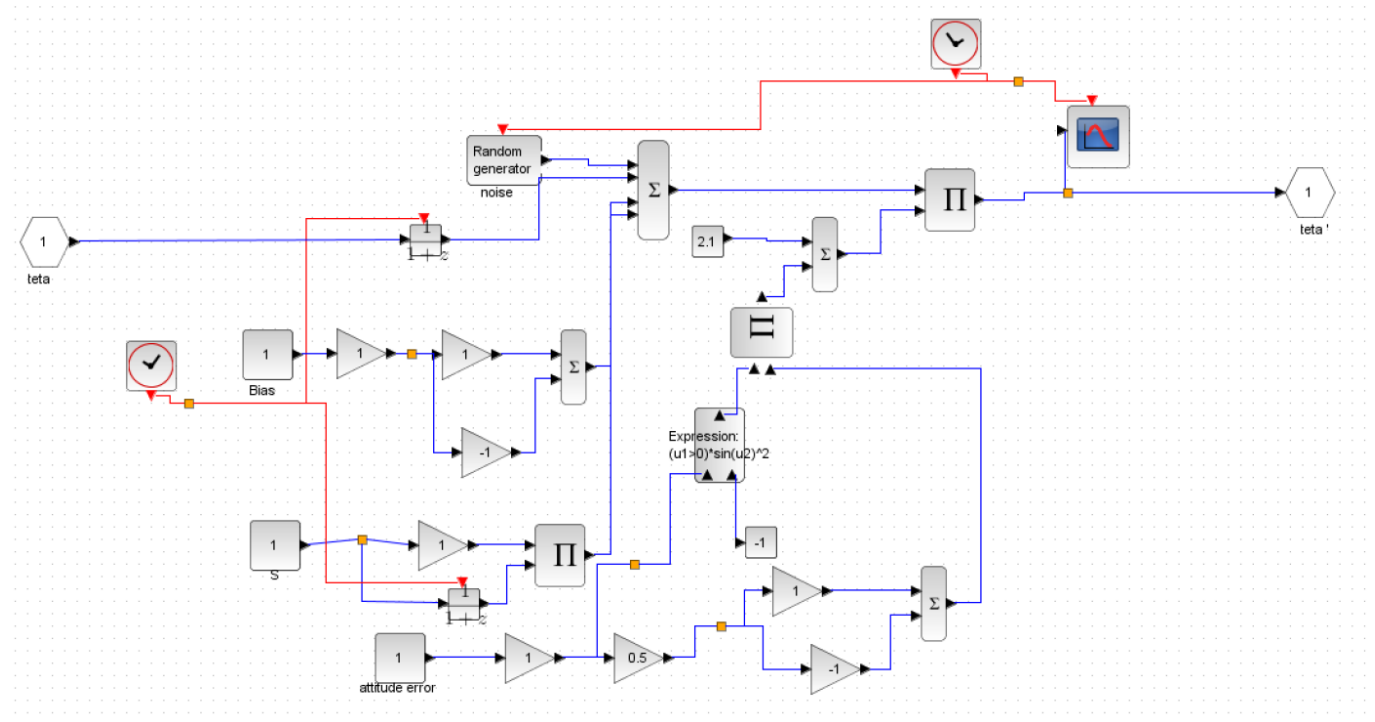 Random
generator
noise
Σ
Π
1
teta '
1
teta
1
1 + z
2.1
Σ
Π
1
Bias
1
1
Σ
-1
Expression:
(u1>0)*sin(u2)^2
1
S
1
Π
-1
1
1 + z
1
Σ
1
attitude error
1
0.5
-1